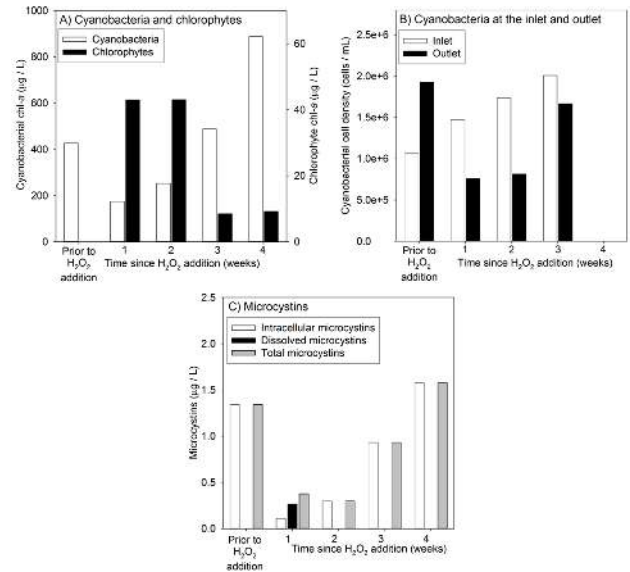 A) Cyanobacteria and chlorophytes
Cyanobacteria
Chlorophytes
1000
800
600
400
200
0
Cyanobacterial chl-a (µg / L)
60
40
20
0
Chlorophyte chl-a (µg / L)
Prior to
H₂O₂
addition
1 2 3 4
Time since H₂O₂ addition (weeks)
B) Cyanobacteria at the inlet and outlet
Inlet
Outlet
2.5e+6
2.0e+6
1.5e+6
1.0e+6
5.0e+5
0.0
Cyanobacterial cell density (cells / mL)
Prior to
H₂O₂
addition
1 2 3 4
Time since H₂O₂ addition (weeks)
C) Microcystins
Intracellular microcystins
Dissolved microcystins
Total microcystins
2.5
2.0
1.5
1.0
0.5
0.0
Microcystins (µg / L)
Prior to
H₂O₂
addition
1 2 3 4
Time since H₂O₂ addition (weeks)